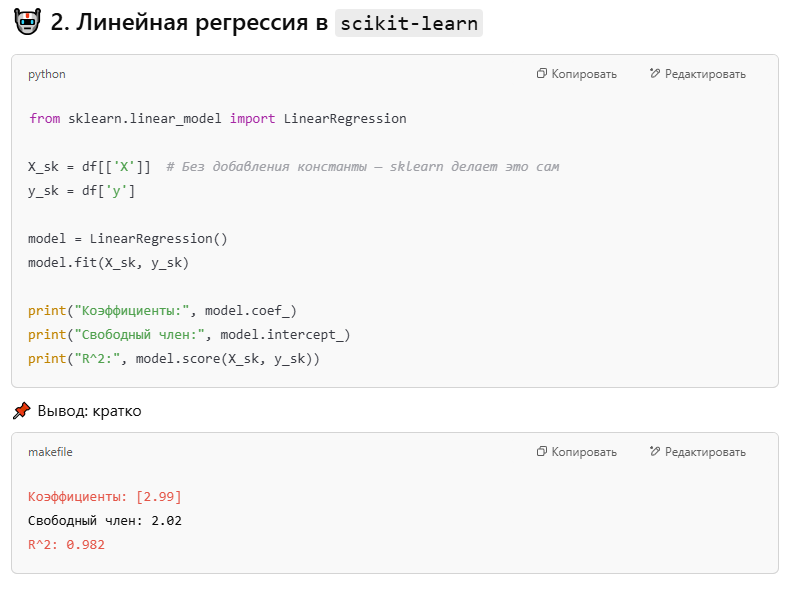 2. Линейная регрессия в scikit-learn
python Копировать Редактировать
from sklearn.linear_model import LinearRegression
X_sk = df[['X']]  # Без добавления константы — sklearn делает это сам
y_sk = df['y']
model = LinearRegression()
model.fit(X_sk, y_sk)
print("Коэффициенты:", model.coef_)
print("Свободный член:", model.intercept_)
print("R^2:", model.score(X_sk, y_sk))
Вывод: кратко
makefile Копировать Редактировать
Коэффициенты: [2.99]
Свободный член: 2.02
R^2: 0.982